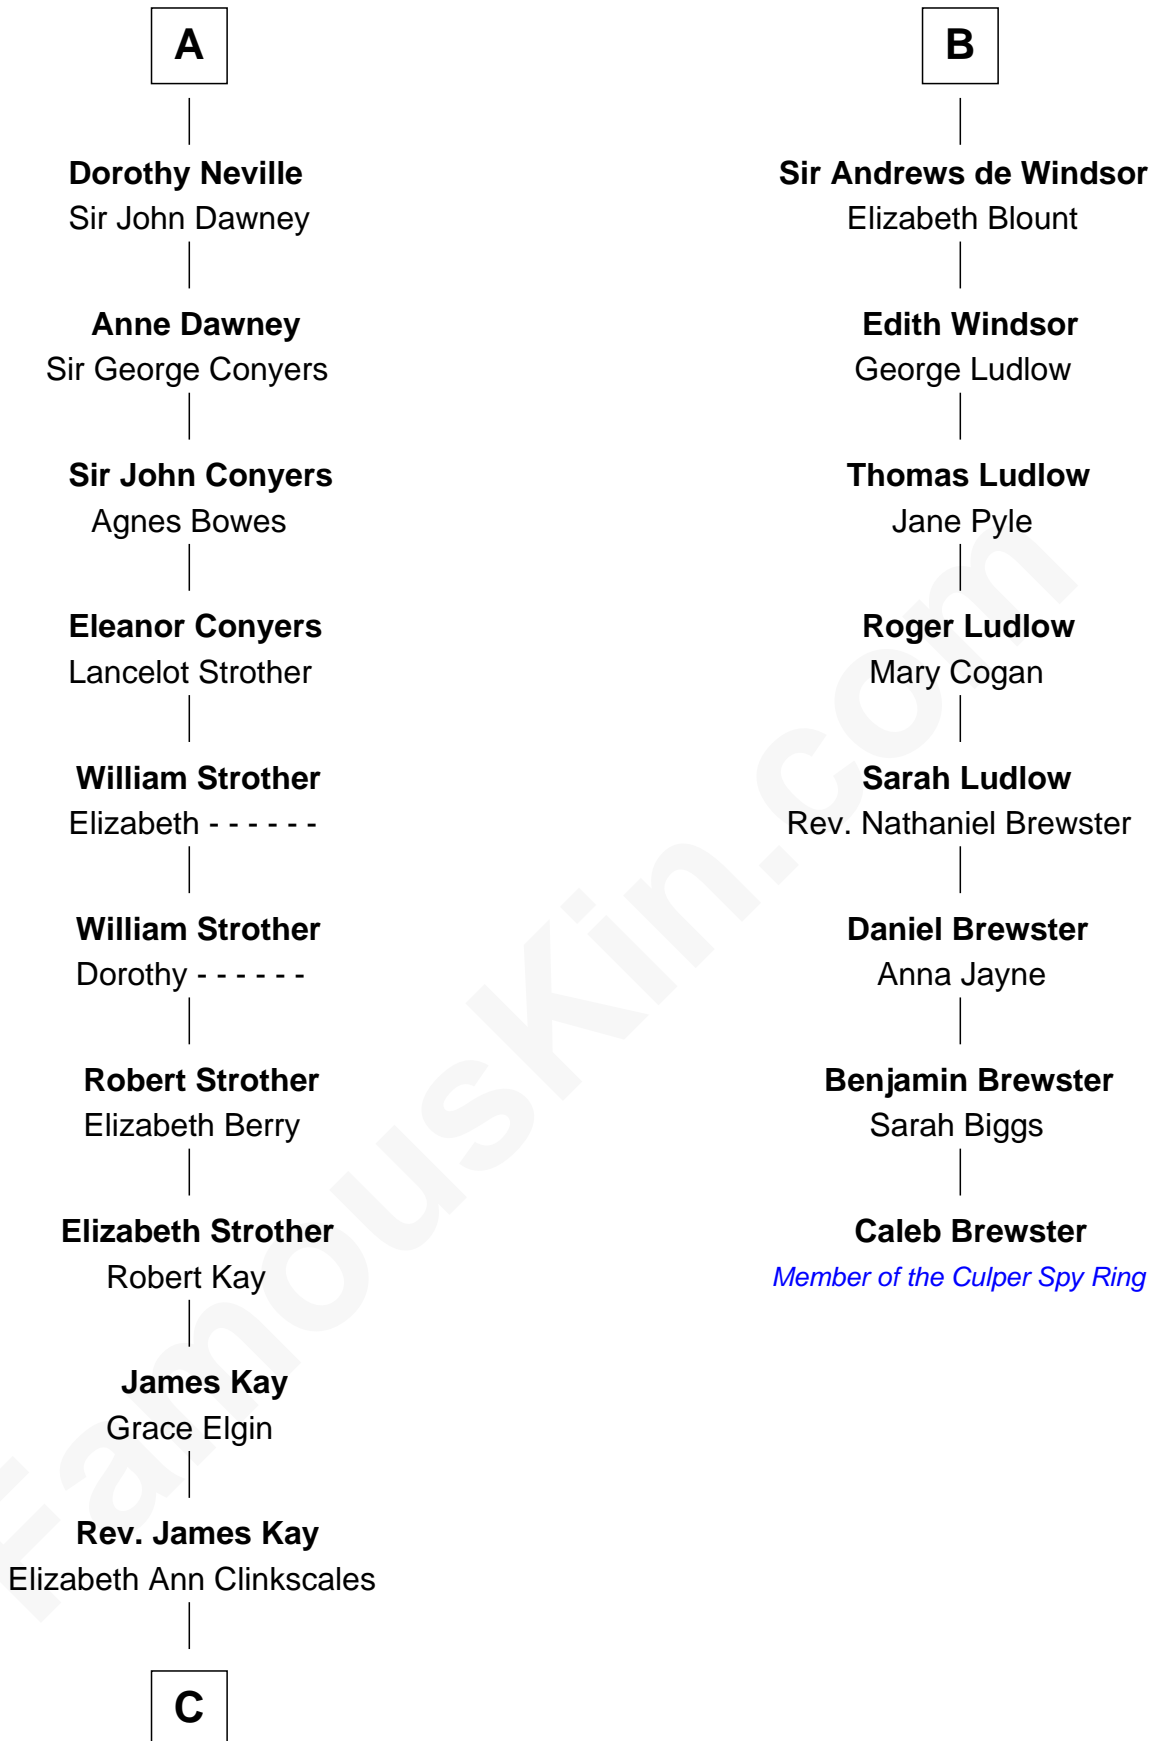 A
Dorothy Neville
Sir John Dawney
Anne Dawney
Sir George Conyers
Sir John Conyers
Agnes Bowes
Eleanor Conyers
Lancelot Strother
William Strother
Elizabeth - - - - - -
William Strother
Dorothy - - - - - -
Robert Strother
Elizabeth Berry
Elizabeth Strother
Robert Kay
James Kay
Grace Elgin
Rev. James Kay
Elizabeth Ann Clinkscales
C
B
Sir Andrews de Windsor
Elizabeth Blount
Edith Windsor
George Ludlow
Thomas Ludlow
Jane Pyle
Roger Ludlow
Mary Cogan
Sarah Ludlow
Rev. Nathaniel Brewster
Daniel Brewster
Anna Jayne
Benjamin Brewster
Sarah Biggs
Caleb Brewster
Member of the Culper Spy Ring
FamousKin.com